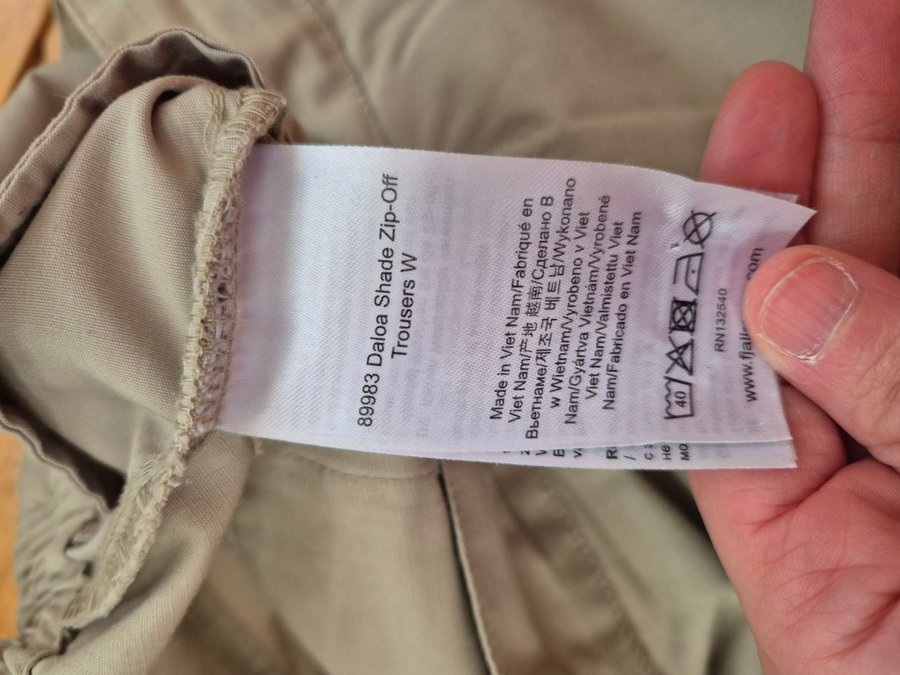 89983 Daloa Shade Zip-Off
Trousers W
Made in Viet Nam/Fabriqué en
Viet Nam/产地 越南/Сделано В
Вьетнаме/제조국 베트남/Wykonano
w Wietnam/Vyrobeno v Viet
Nam/Gyártva Vietnám/Vyrobené
Viet Nam/Valmistettu Viet
Nam/Fabricado en Viet Nam
40
RN132540
www.fjall
.com